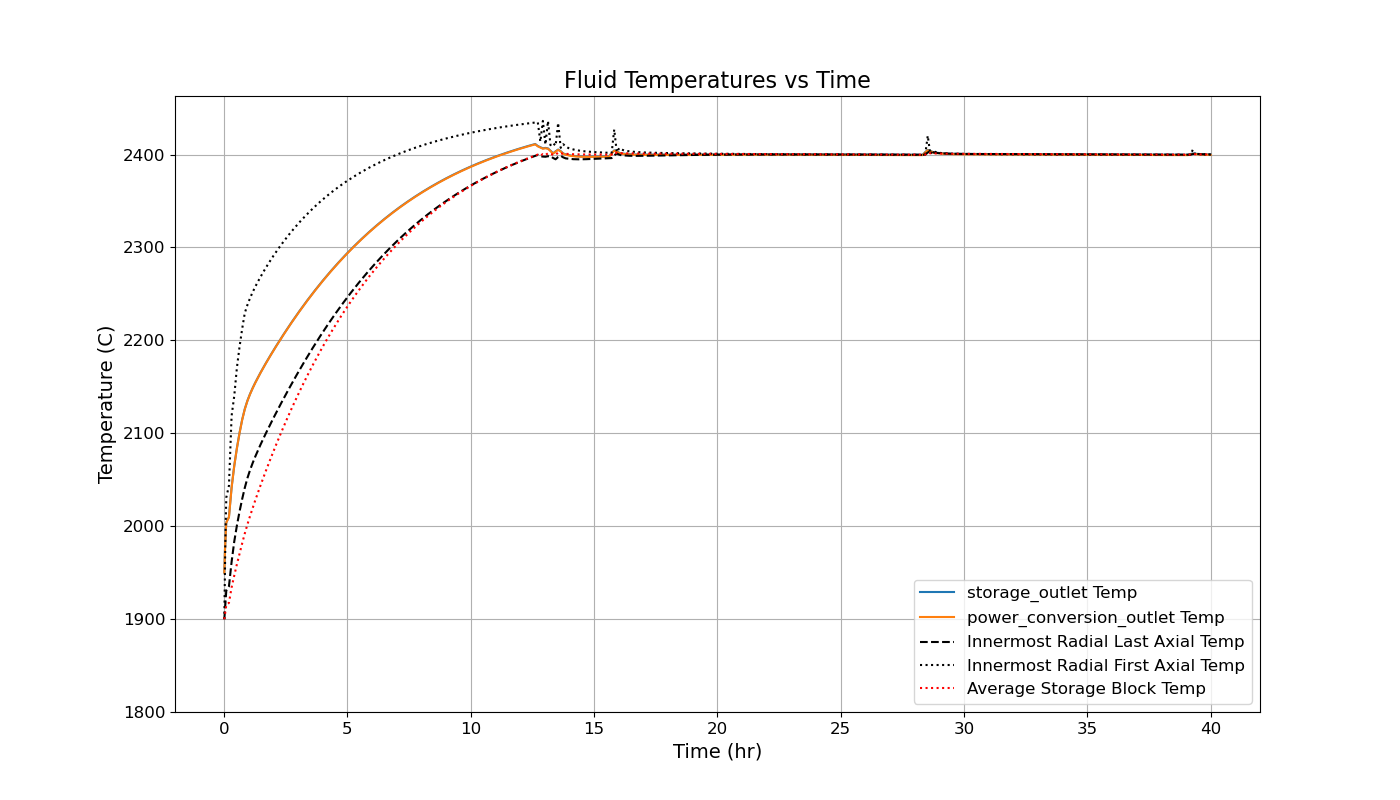 Fluid Temperatures vs Time
Temperature (C)
2400
2300
2200
2100
2000
1900
1800
0 5 10 15 20 25 30 35 40
Time (hr)
storage_outlet Temp
power_conversion_outlet Temp
Innermost Radial Last Axial Temp
Innermost Radial First Axial Temp
Average Storage Block Temp